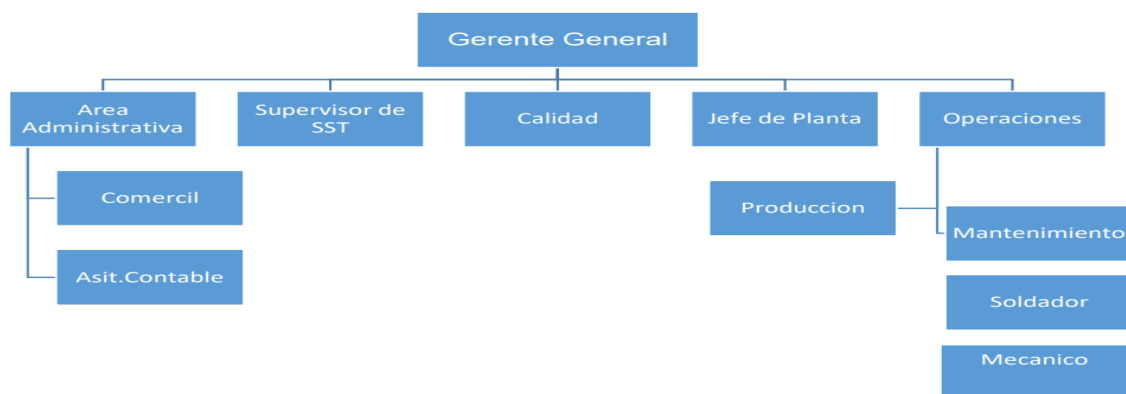 Gerente General
Area
Administrativa
Supervisor de
SST
Calidad
Jefe de Planta
Operaciones
Comercil
Produccion
Mantenimiento
Asit.Contable
Soldador
Mecanico